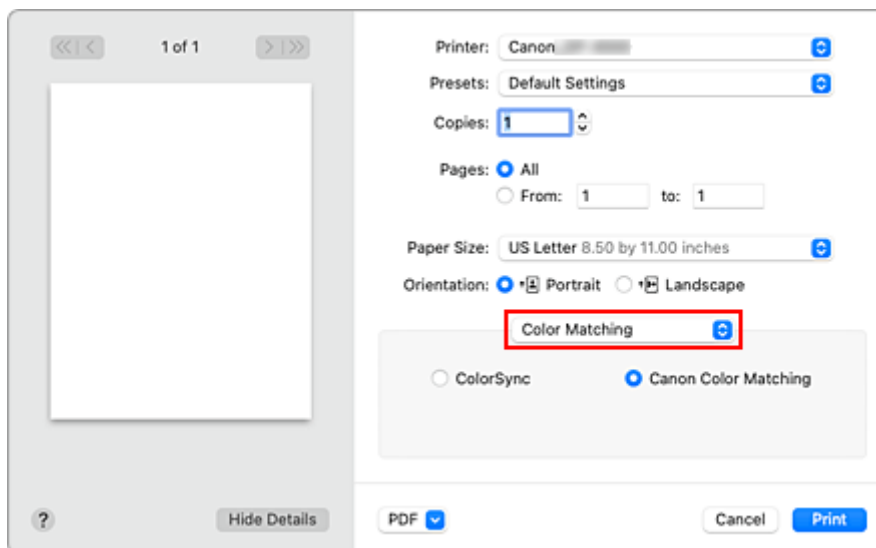 1 of 1
Printer: Canon
Presets: Default Settings
Copies: 1
Pages: All
From: 1 to: 1
Paper Size: US Letter 8.50 by 11.00 inches
Orientation: Portrait Landscape
Color Matching
ColorSync Canon Color Matching
? Hide Details PDF Cancel Print